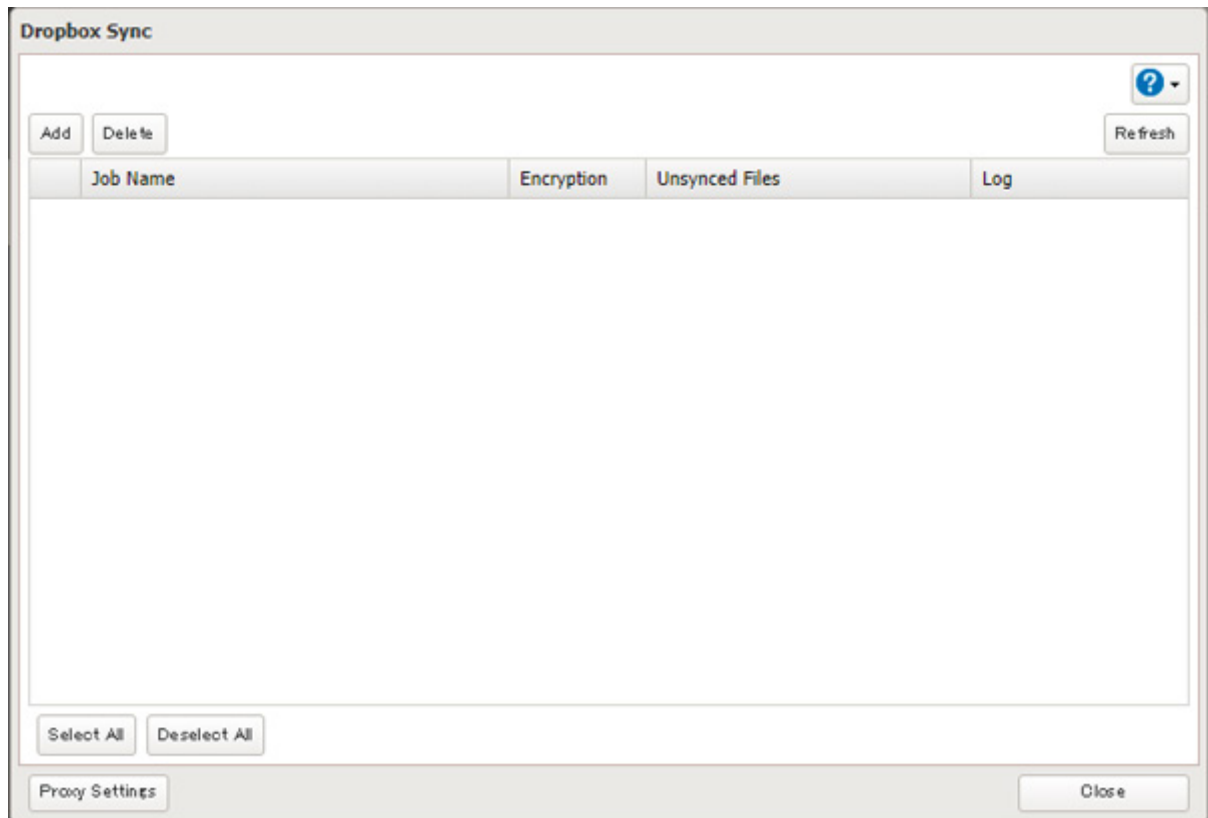 Dropbox Sync
?
Add Delete Refresh
Job Name Encryption Unsynced Files Log
Select All Deselect All
Proxy Settings Close